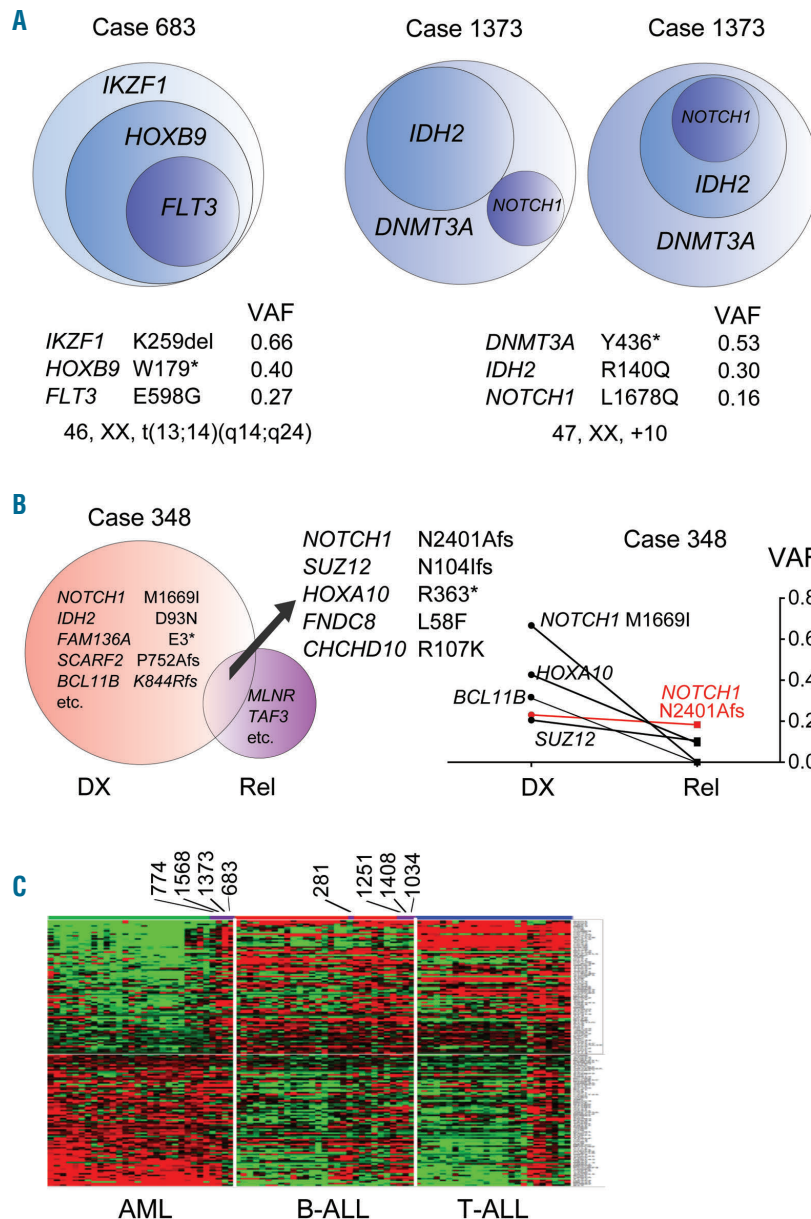 A
Case 683
IKZF1
HOXB9
FLT3
VAF
IKZF1 K259del 0.66
HOXB9 W179* 0.40
FLT3 E598G 0.27
46, XX, t(13;14)(q14;q24)
Case 1373
IDH2
DNMT3A
NOTCH1
Case 1373
NOTCH1
IDH2
DNMT3A
VAF
DNMT3A Y436* 0.53
IDH2 R140Q 0.30
NOTCH1 L1678Q 0.16
47, XX, +10
B
Case 348
NOTCH1 M1669I
IDH2 D93N
FAM136A E3*
SCARF2 P752Afs
BCL11B K844Rfs
etc.
MLNR
TAF3
etc.
DX
Rel
NOTCH1 N2401Afs
SUZ12 N104Ifs
HOXA10 R363*
FNDC8 L58F
CHCHD10 R107K
Case 348
VAF
0.8
0.6
0.4
0.2
0.0
NOTCH1 M1669I
HOXA10
BCL11B
NOTCH1
N2401Afs
SUZ12
DX
Rel
C
774
1568
1373
683
281
1251
1408
1034
AML
B-ALL
T-ALL